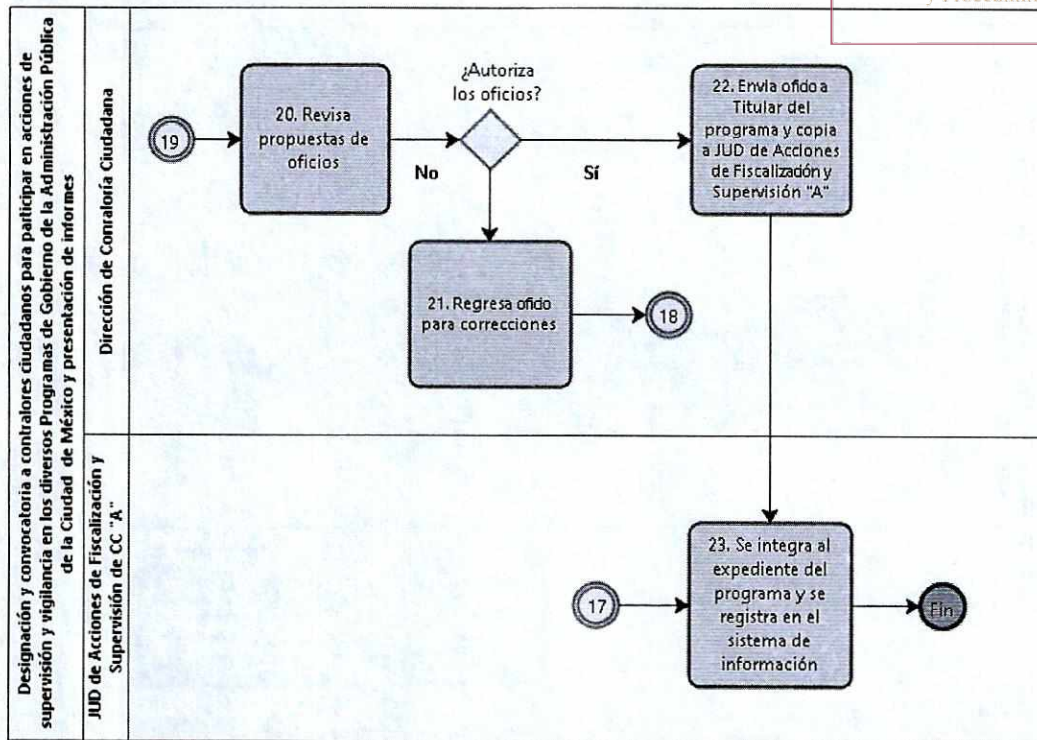 Designación y convocatoria a contralores ciudadanos para participar en acciones de
supervisión y vigilancia en los diversos Programas de Gobierno de la Administración Pública
de la Ciudad de México y presentación de informes
Dirección de Contraloría Ciudadana
19
20. Revisa
propuestas de
oficios
¿Autoriza
los oficios?
No
Sí
22. Envía oficio a
Titular del
programa y copia
a JUD de Acciones
de Fiscalización y
Supervisión "A"
21. Regresa oficio
para correcciones
18
JUD de Acciones de Fiscalización y
Supervisión de CC "A"
17
23. Se integra al
expediente del
programa y se
registra en el
sistema de
información
Fin